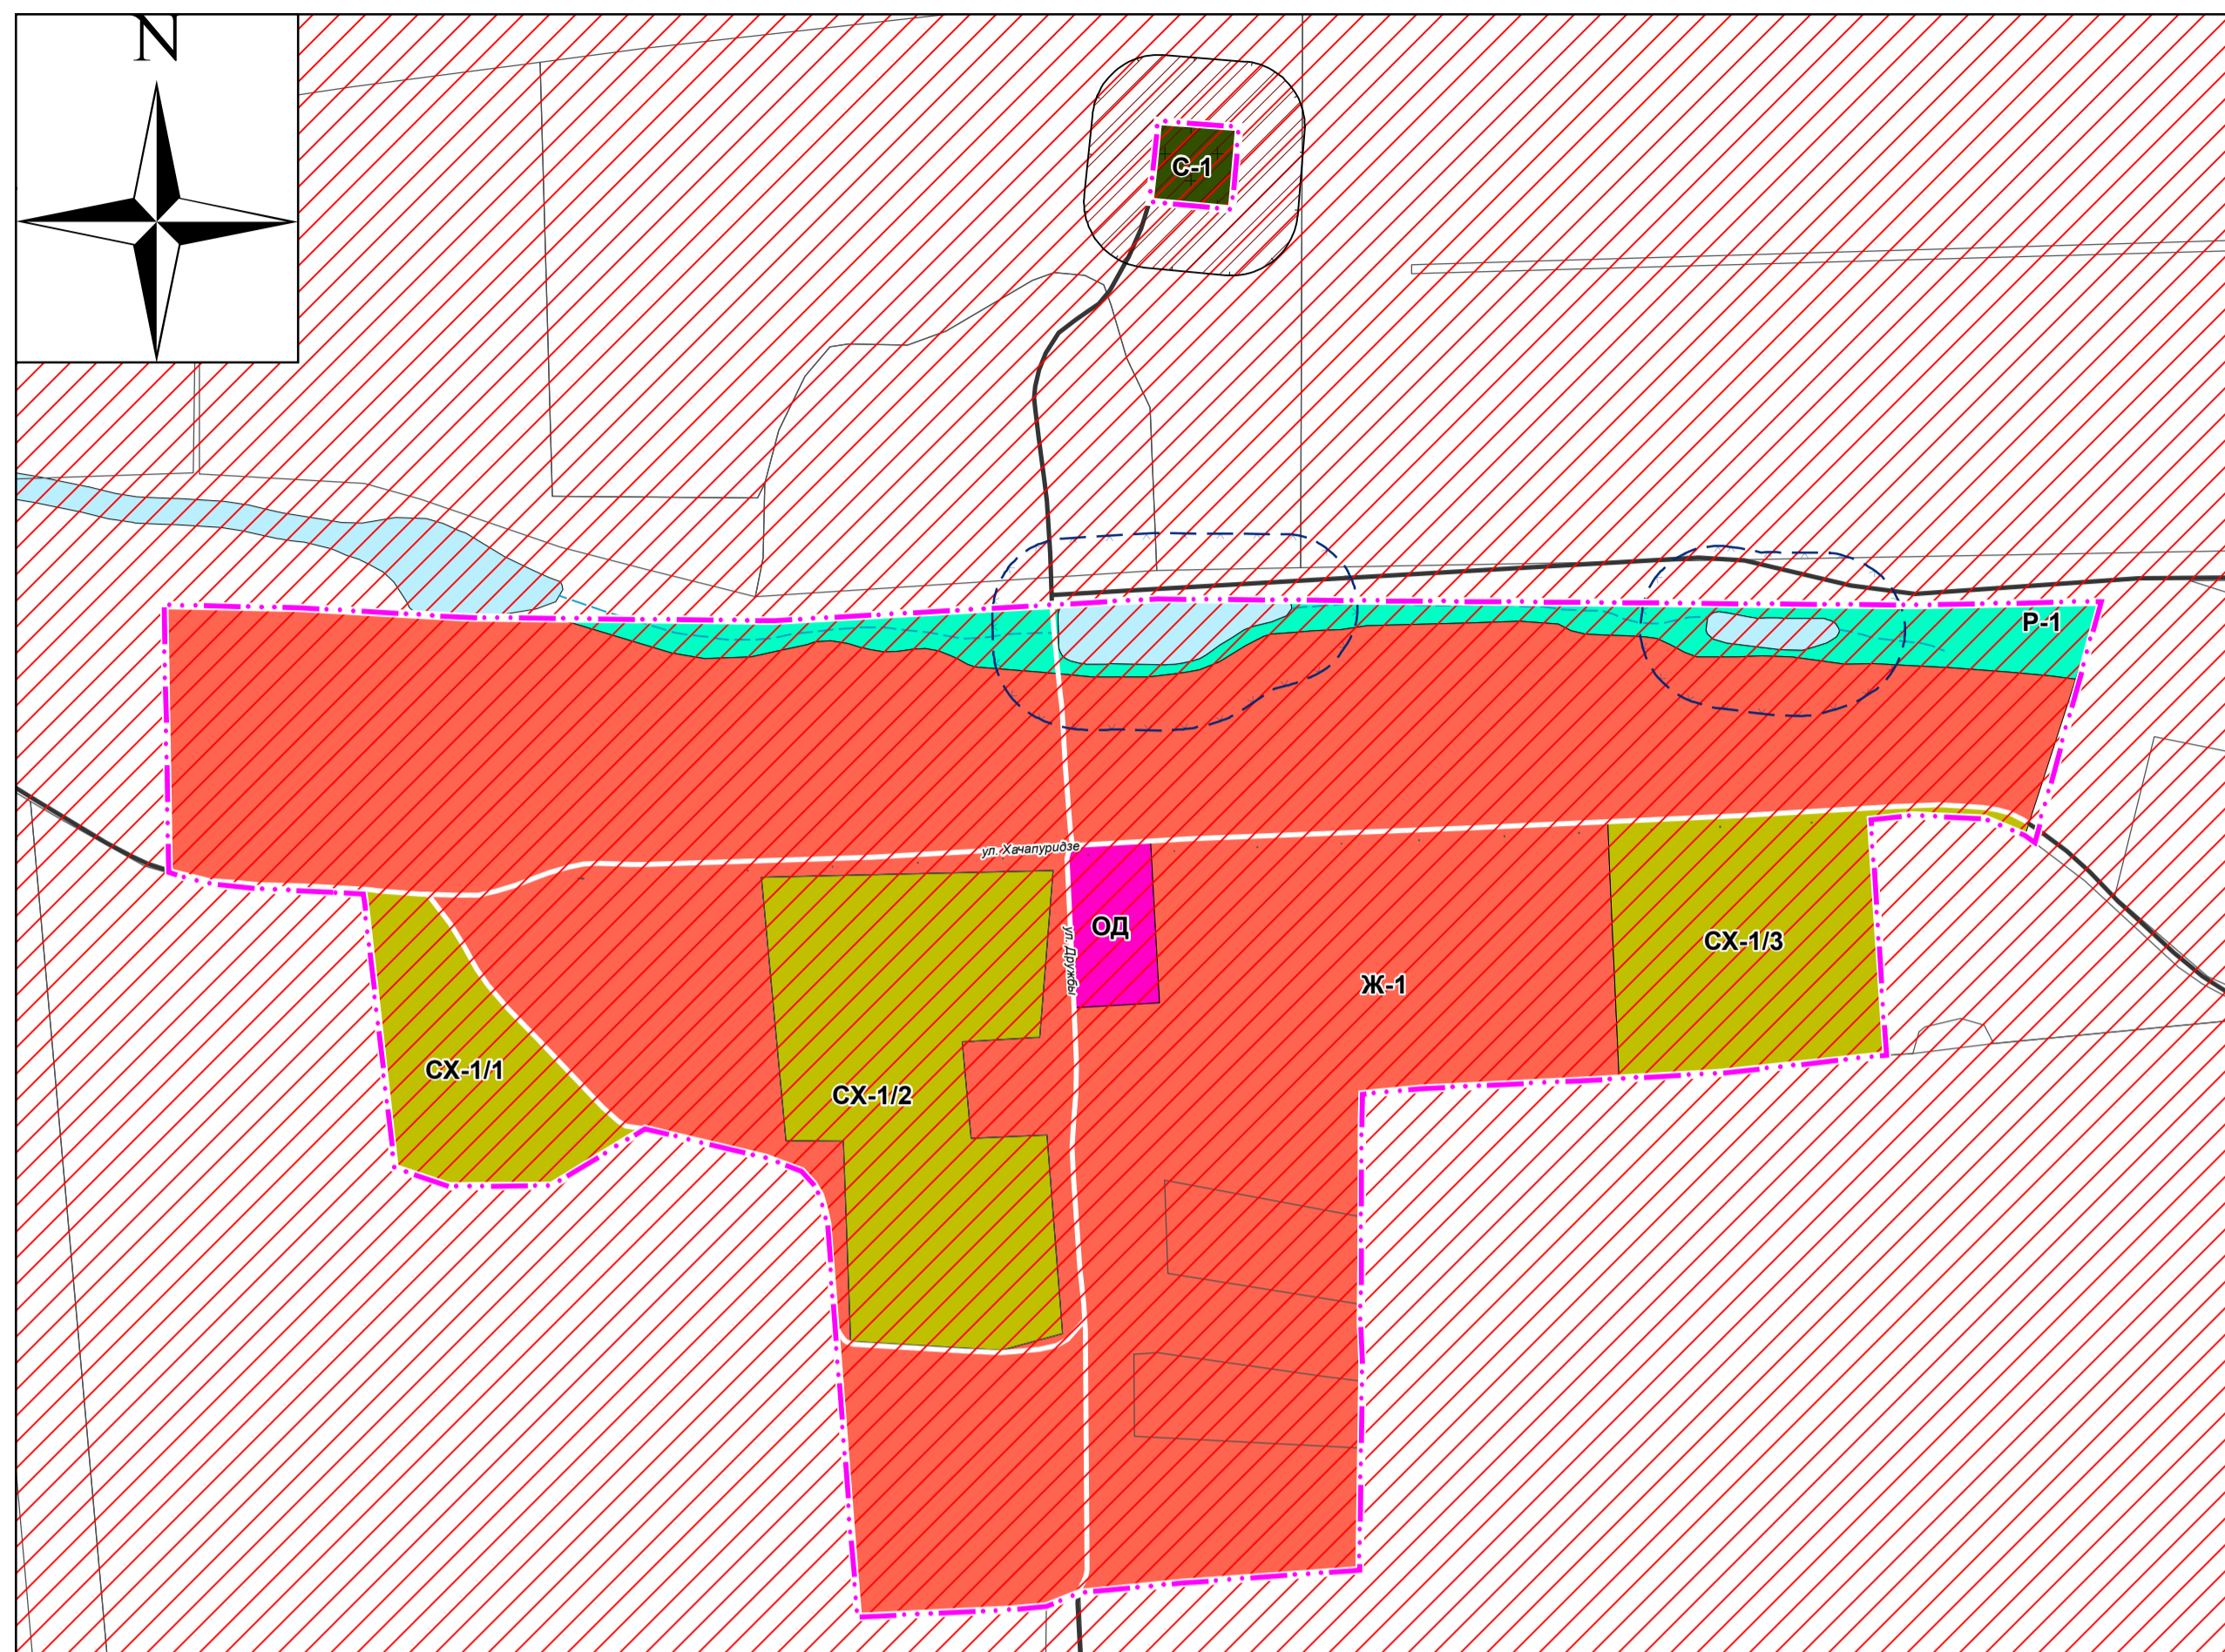 N
С-1
Р-1
ул. Хачапуридзе
ОД
ул. Дружбы
СХ-1/3
Ж-1
СХ-1/1
СХ-1/2